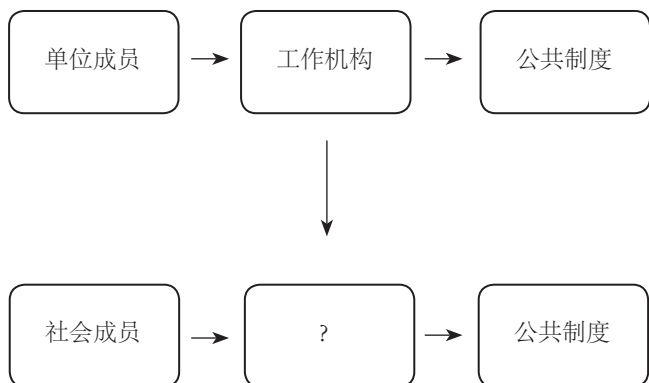 单位成员
工作机构
公共制度
社会成员
?
公共制度